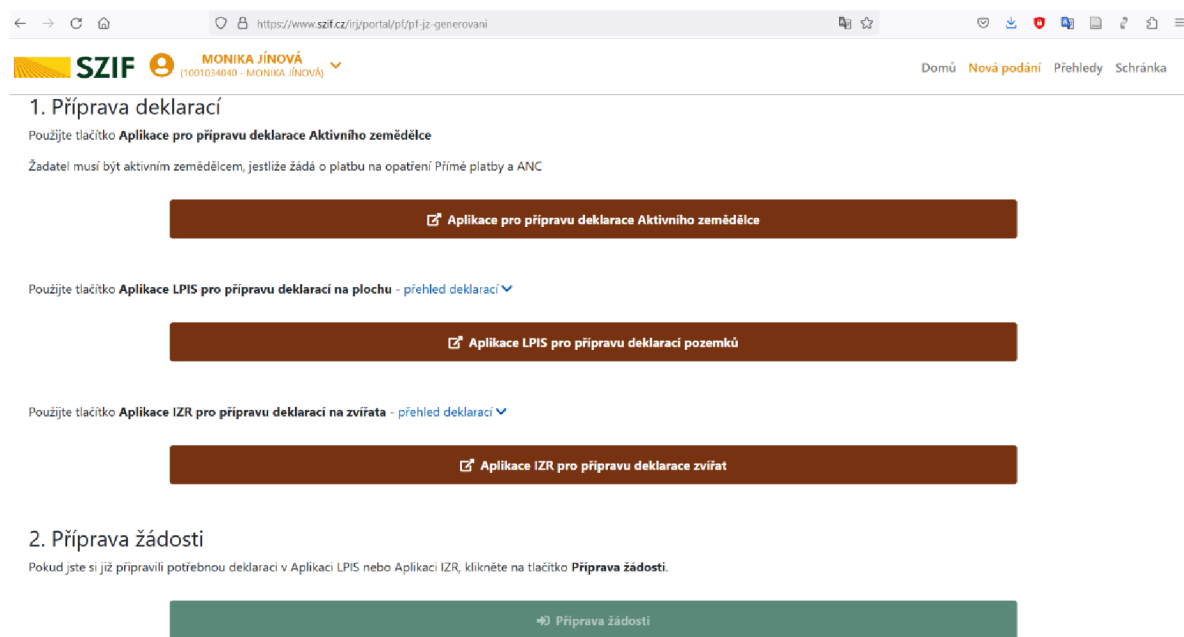 https://www.szif.cz/irj/portal/pf/pf-jz-generovani
SZIF
MONIKA JÍNOVÁ
(1001034040 - MONIKA JÍNOVÁ)
Domů Nová podání Přehledy Schránka
1. Příprava deklarací
Použijte tlačítko Aplikace pro přípravu deklarace Aktivního zemědělce
Žadatel musí být aktivním zemědělcem, jestliže žádá o platbu na opatření Přímé platby a ANC
Aplikace pro přípravu deklarace Aktivního zemědělce
Použijte tlačítko Aplikace LPIS pro přípravu deklarací na plochu - přehled deklarací
Aplikace LPIS pro přípravu deklarací pozemků
Použijte tlačítko Aplikace IZR pro přípravu deklarací na zvířata - přehled deklarací
Aplikace IZR pro přípravu deklarace zvířat
2. Příprava žádosti
Pokud jste si již připravili potřebnou deklaraci v Aplikaci LPIS nebo Aplikaci IZR, klikněte na tlačítko Příprava žádosti.
Příprava žádosti